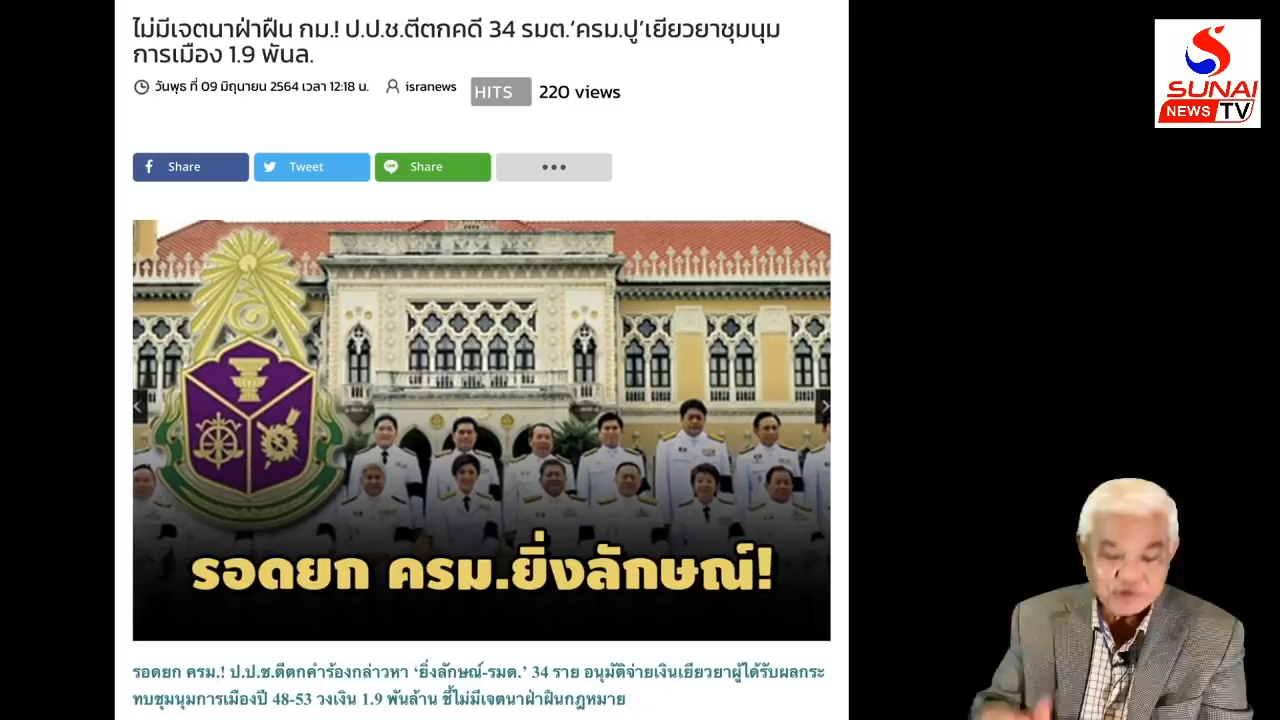 ไม่มีเจตนาฝ่าฝืน กม.! ป.ป.ช.ตีตกคดี 34 รมต.‘ครม.ปู’เยียวยาชุมนุม
การเมือง 1.9 พันล.
วันพุธ ที่ 09 มิถุนายน 2564 เวลา 12:18 น. isranews HITS 220 views
Share Tweet Share
รอดยก ครม.ยิ่งลักษณ์!
รอดยก ครม.! ป.ป.ช.ตีตกคำร้องกล่าวหา ‘ยิ่งลักษณ์-รมต.’ 34 ราย อนุมัติจ่ายเงินเยียวยาผู้ได้รับผลกระ
ทบชุมนุมการเมืองปี 48-53 วงเงิน 1.9 พันล้าน ชี้ไม่มีเจตนาฝ่าฝืนกฎหมาย
SUNAI
NEWS TV